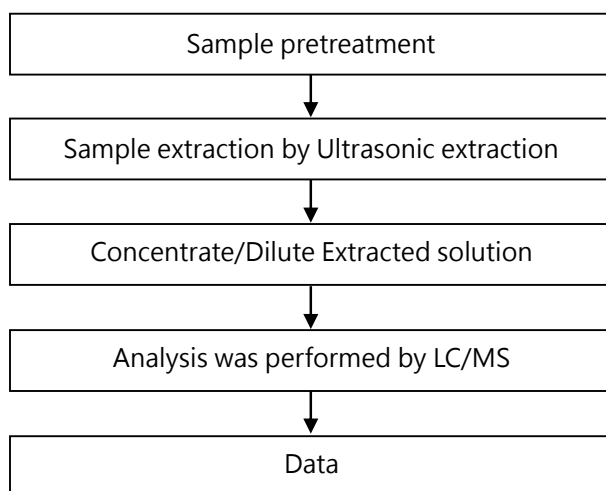 Sample pretreatment
Sample extraction by Ultrasonic extraction
Concentrate/Dilute Extracted solution
Analysis was performed by LC/MS
Data